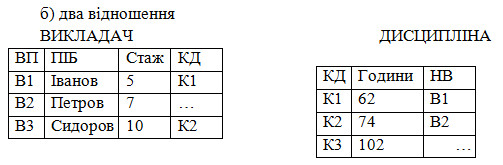 б) два відношення
ВИКЛАДАЧ ДИСЦИПЛІНА
ВП ПІБ Стаж КД
В1 Іванов 5 К1
В2 Петров 7 …
В3 Сидоров 10 К2
КД Години НВ
К1 62 В1
К2 74 В2
К3 102 …